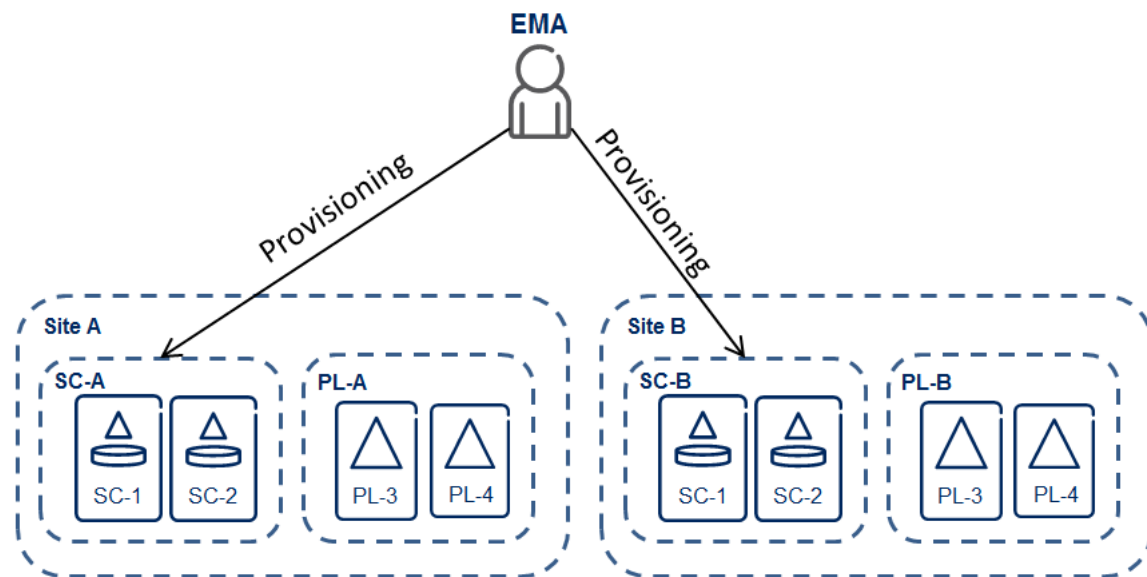 EMA
Provisioning
Provisioning
Site A
Site B
SC-A
PL-A
SC-B
PL-B
SC-1
SC-2
PL-3
PL-4
SC-1
SC-2
PL-3
PL-4